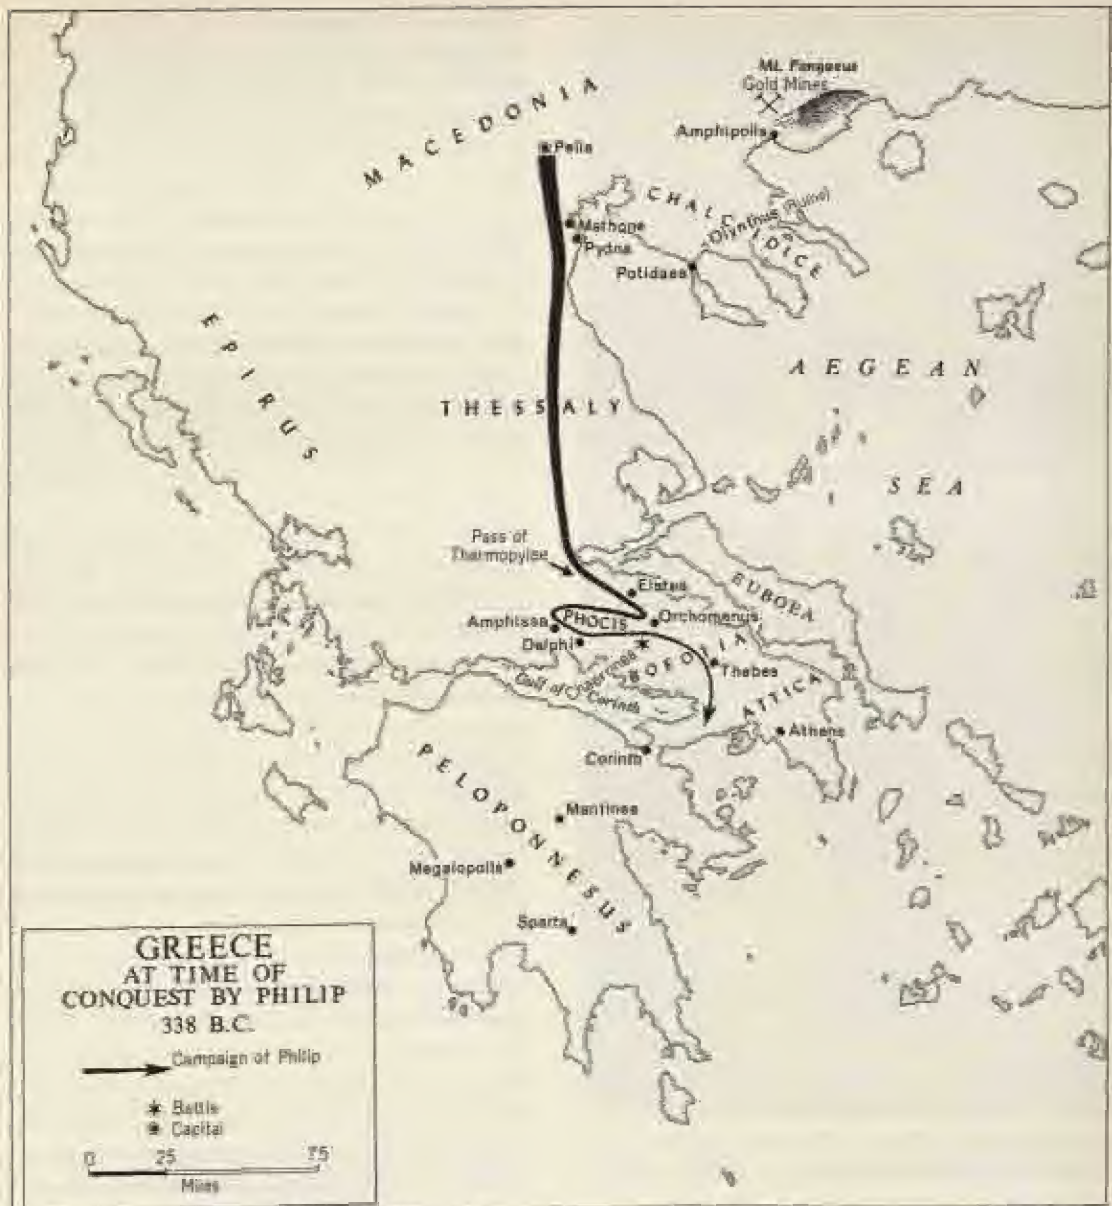 Mt. Pangaeus
Gold Mines
Amphipolis
MACEDONIA
Pella
CHALCIDICE
Olynthus (Ruins)
Methone
Pydna
Potidaea
EPIRUS
AEGEAN
THESSALY
SEA
Pass of
Thermopylae
Elatea
EUBOEA
Amphissa
PHOCIS
Orchomenus
Delphi
Chaeronea
BOEOTIA
Thebes
Gulf of
Corinth
ATTICA
Athens
Corinth
PELOPONNESUS
Mantinea
Megalopolis
Sparta
GREECE
AT TIME OF
CONQUEST BY PHILIP
338 B.C.
Campaign of Philip
Battle
Capital
0 25 75
Miles